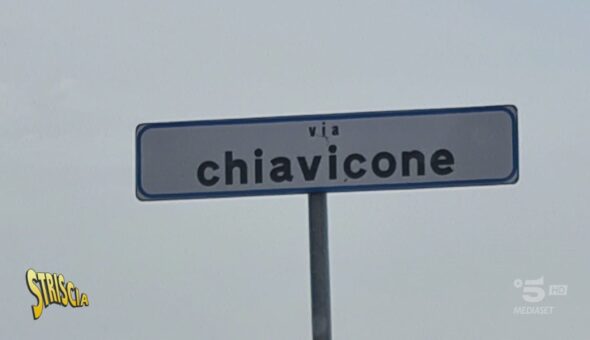 via
chiavicone
STRISCIA
5 HD
MEDIASET